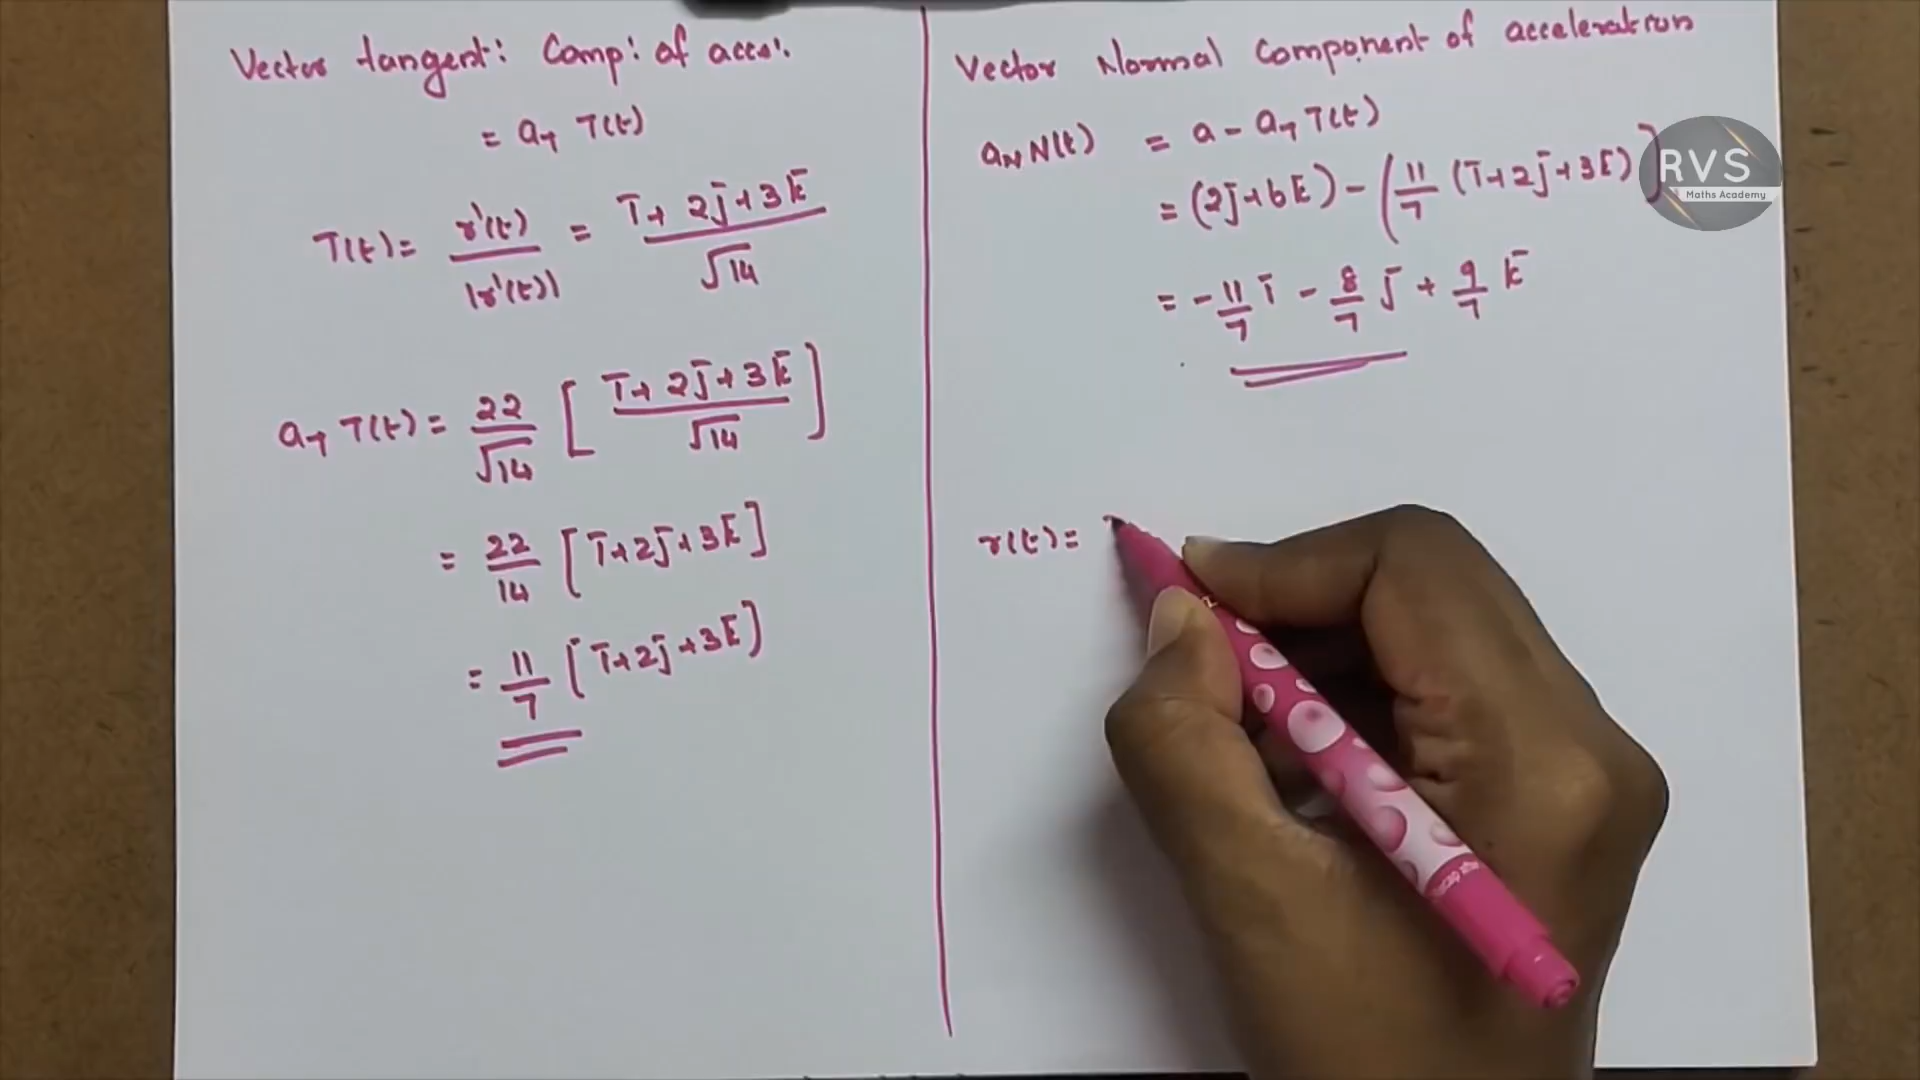 Vector tangent: Comp: of acce:.
= a_T T(t)
T(t) = r'(t)/|r'(t)| = (i̅ + 2j̅ + 3k̅)/√14
a_T T(t) = 22/√14 [(i̅ + 2j̅ + 3k̅)/√14]
= 22/14 [i̅ + 2j̅ + 3k̅]
= 11/7 [i̅ + 2j̅ + 3k̅]
Vector Normal Component of acceleration
a_N N(t) = a - a_T T(t)
= (2j̅ + 6k̅) - (11/7 (i̅ + 2j̅ + 3k̅))
= -11/7 i̅ - 8/7 j̅ + 9/7 k̅
r(t) =
RVS
Maths Academy